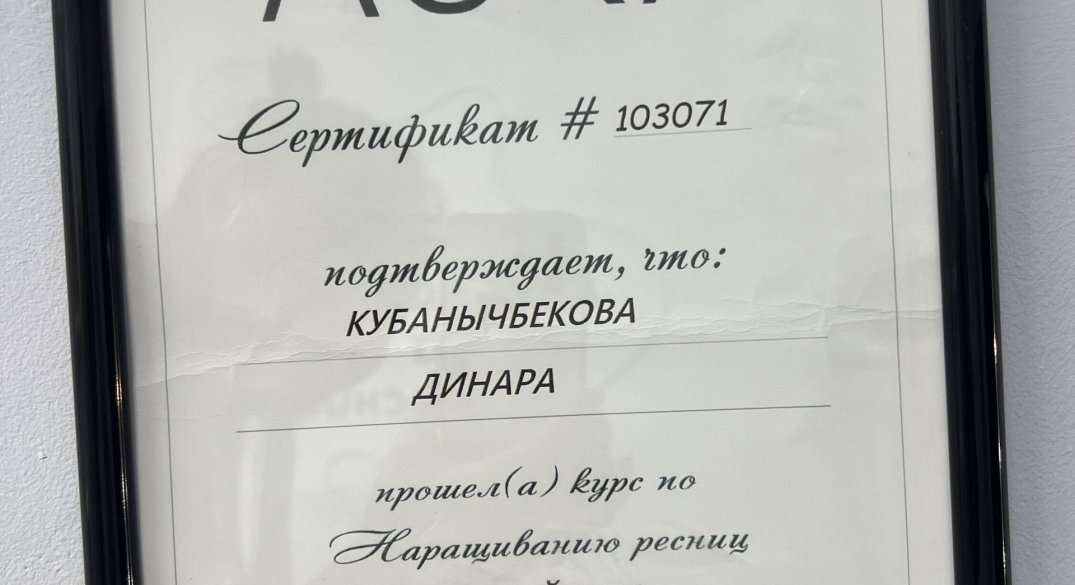 Сертификат # 103071
подтверждает, что:
КУБАНЫЧБЕКОВА
ДИНАРА
прошел(а) курс по
Наращиванию ресниц